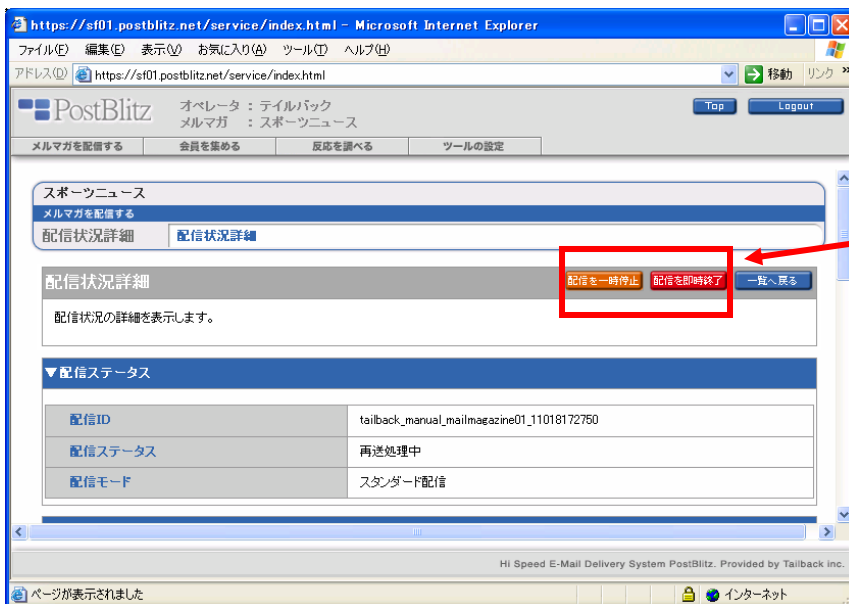 https://sf01.postblitz.net/service/index.html - Microsoft Internet Explorer
ファイル(F) 編集(E) 表示(V) お気に入り(A) ツール(T) ヘルプ(H)
アドレス(D) https://sf01.postblitz.net/service/index.html 移動 リンク »
PostBlitz オペレータ : テイルバック Top Logout
メルマガ : スポーツニュース
メルマガを配信する 会員を集める 反応を調べる ツールの設定
スポーツニュース
メルマガを配信する
配信状況詳細 配信状況詳細
配信状況詳細 配信を一時停止 配信を即時終了 一覧へ戻る
配信状況の詳細を表示します。
▼配信ステータス
配信ID tailback_manual_mailmagazine01_11018172750
配信ステータス 再送処理中
配信モード スタンダード配信
Hi Speed E-Mail Delivery System PostBlitz. Provided by Tailback inc.
ページが表示されました インターネット